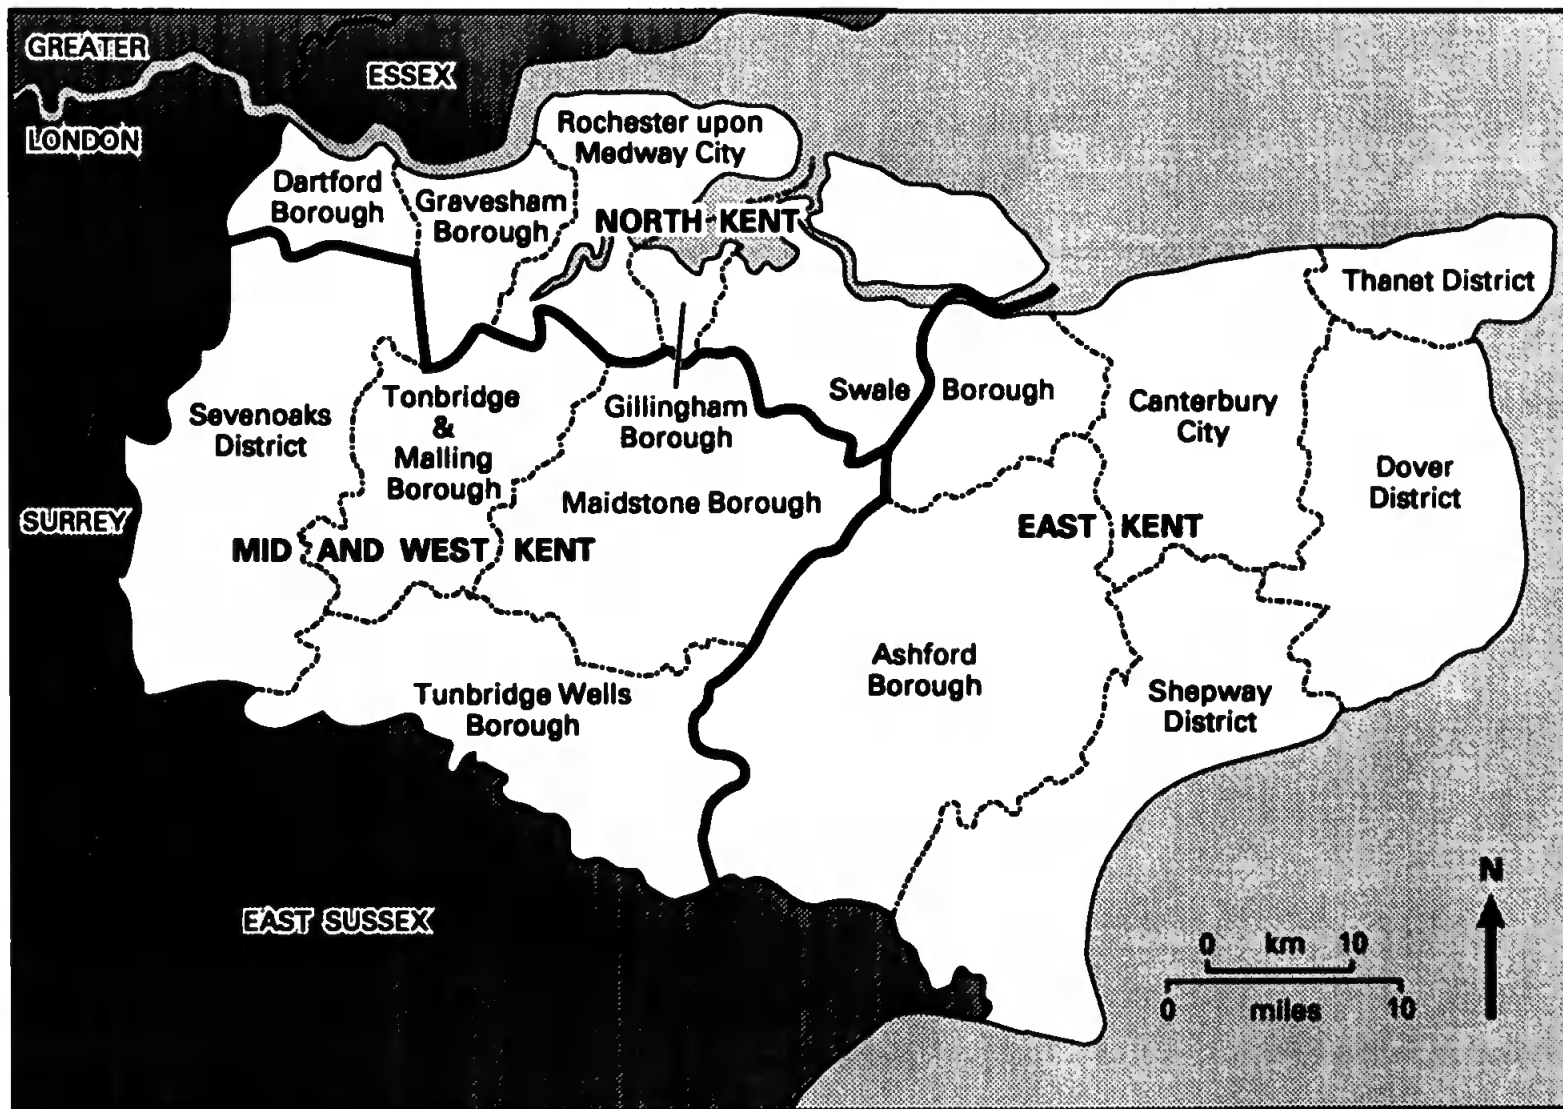 GREATER
LONDON
ESSEX
Rochester upon
Medway City
Dartford
Borough
Gravesham
Borough
NORTH KENT
Thanet District
Sevenoaks
District
Tonbridge
&
Malling
Borough
Gillingham
Borough
Swale Borough
Canterbury
City
Dover
District
SURREY
Maidstone Borough
MID AND WEST KENT
EAST KENT
Ashford
Borough
Shepway
District
Tunbridge Wells
Borough
EAST SUSSEX
N
0 km 10
0 miles 10